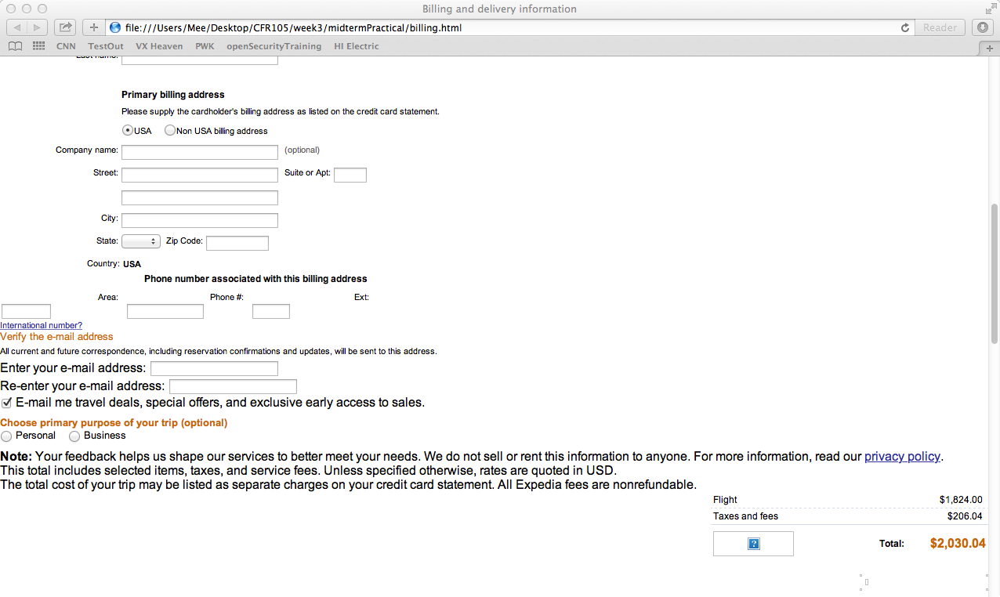 Billing and delivery information
file:///Users/Mee/Desktop/CFR105/week3/midtermPractical/billing.html
Reader
CNN TestOut VX Heaven PWK openSecurityTraining HI Electric
Last name:
Primary billing address
Please supply the cardholder's billing address as listed on the credit card statement.
USA Non USA billing address
Company name: (optional)
Street: Suite or Apt:
City:
State: Zip Code:
Country: USA
Phone number associated with this billing address
Area: Phone #: Ext:
International number?
Verify the e-mail address
All current and future correspondence, including reservation confirmations and updates, will be sent to this address.
Enter your e-mail address:
Re-enter your e-mail address:
E-mail me travel deals, special offers, and exclusive early access to sales.
Choose primary purpose of your trip (optional)
Personal Business
Note: Your feedback helps us shape our services to better meet your needs. We do not sell or rent this information to anyone. For more information, read our privacy policy.
This total includes selected items, taxes, and service fees. Unless specified otherwise, rates are quoted in USD.
The total cost of your trip may be listed as separate charges on your credit card statement. All Expedia fees are nonrefundable.
Flight $1,824.00
Taxes and fees $206.04
Total: $2,030.04